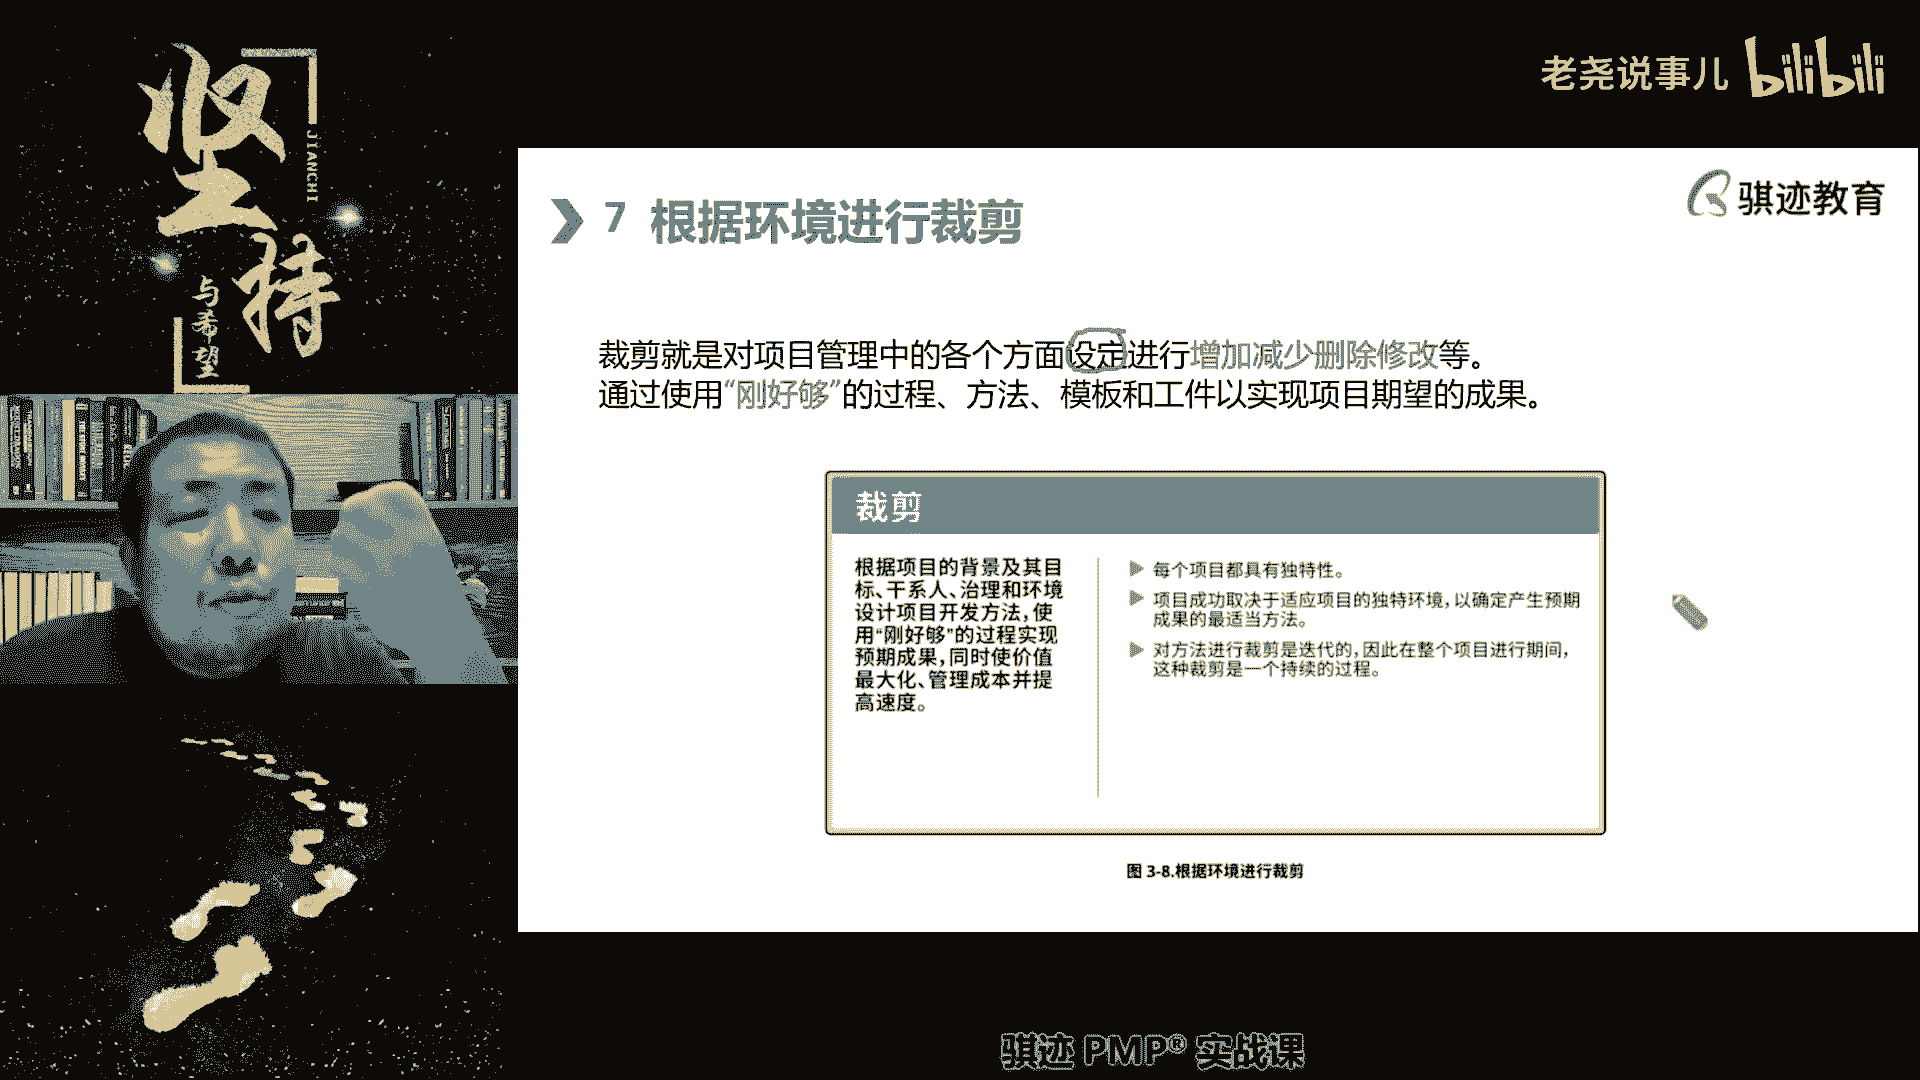 坚持
JIANCHI
与希望
老尧说事儿 bilibili
骐迹教育
7 根据环境进行裁剪
裁剪就是对项目管理中的各个方面设定进行增加减少删除修改等。
通过使用“刚好够”的过程、方法、模板和工件以实现项目期望的成果。
裁剪
根据项目的背景及其目
标、干系人、治理和环境
设计项目开发方法，使
用“刚好够”的过程实现
预期成果，同时使价值
最大化、管理成本并提
高速度。
每个项目都具有独特性。
项目成功取决于适应项目的独特环境，以确定产生预期
成果的最适当方法。
对方法进行裁剪是迭代的，因此在整个项目进行期间，
这种裁剪是一个持续的过程。
图 3-8.根据环境进行裁剪
骐迹 PMP® 实战课